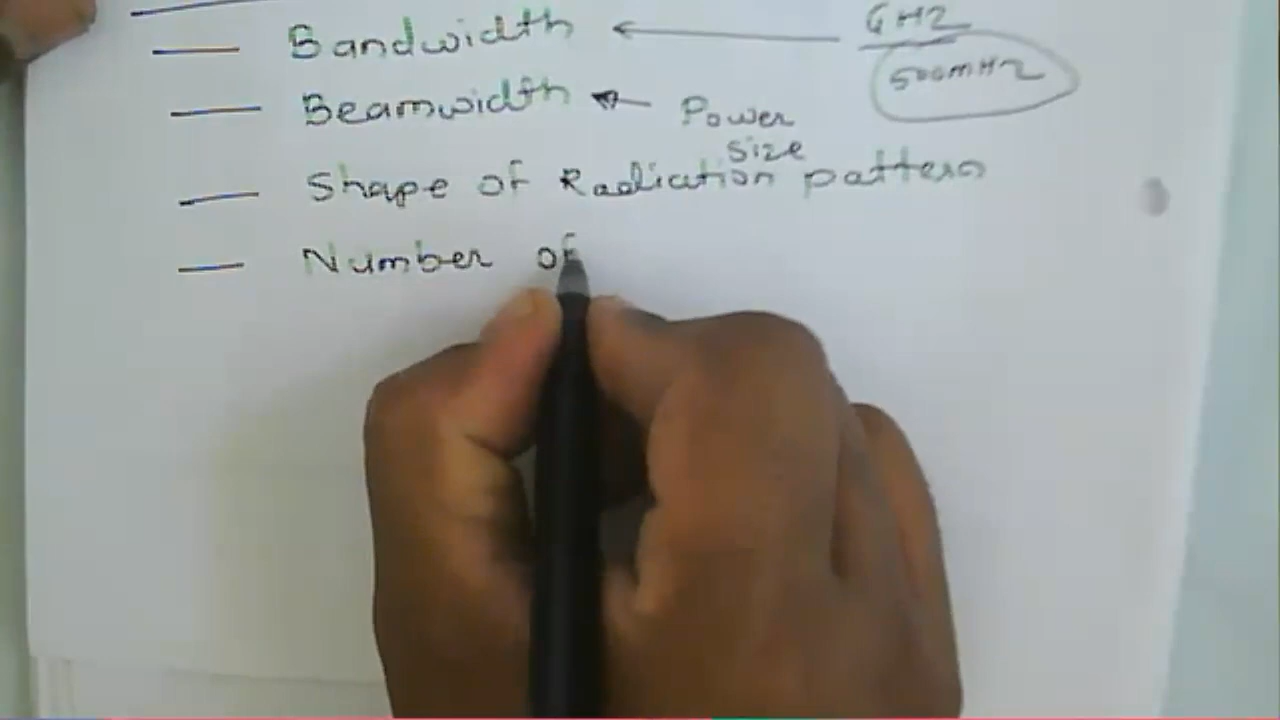 Bandwidth GHz
500mHz
Beamwidth Power
size
Shape of Radiation pattern
Number of